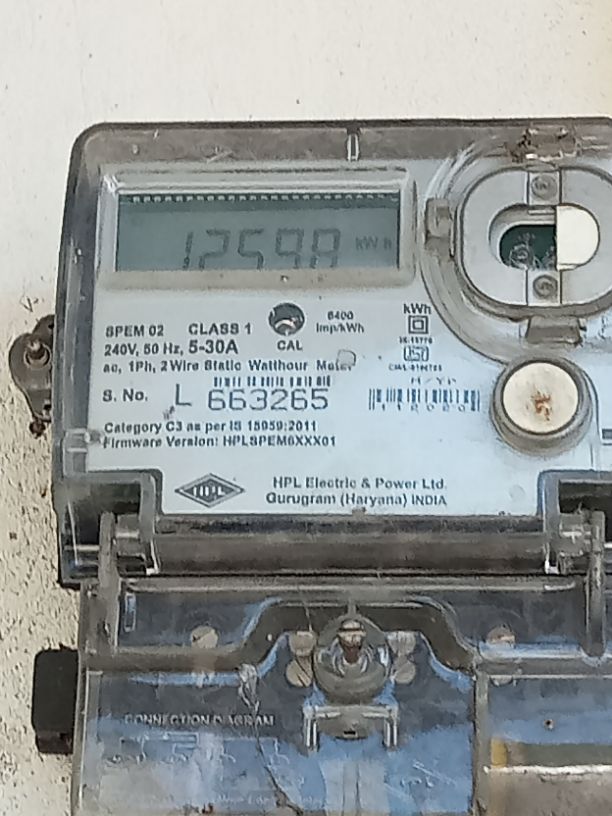 12598 kW h
SPEM 02 CLASS 1
240V, 50 Hz, 5-30A
CAL
6400
Imp/kWh
kWh
ac, 1Ph, 2 Wire Static Watthour Meter
S. No. L 663265
M/Yr
Category C3 as per IS 15959:2011
Firmware Version: HPLSPEM6XXX01
HPL
HPL Electric & Power Ltd.
Gurugram (Haryana) INDIA
CONNECTION DIAGRAM